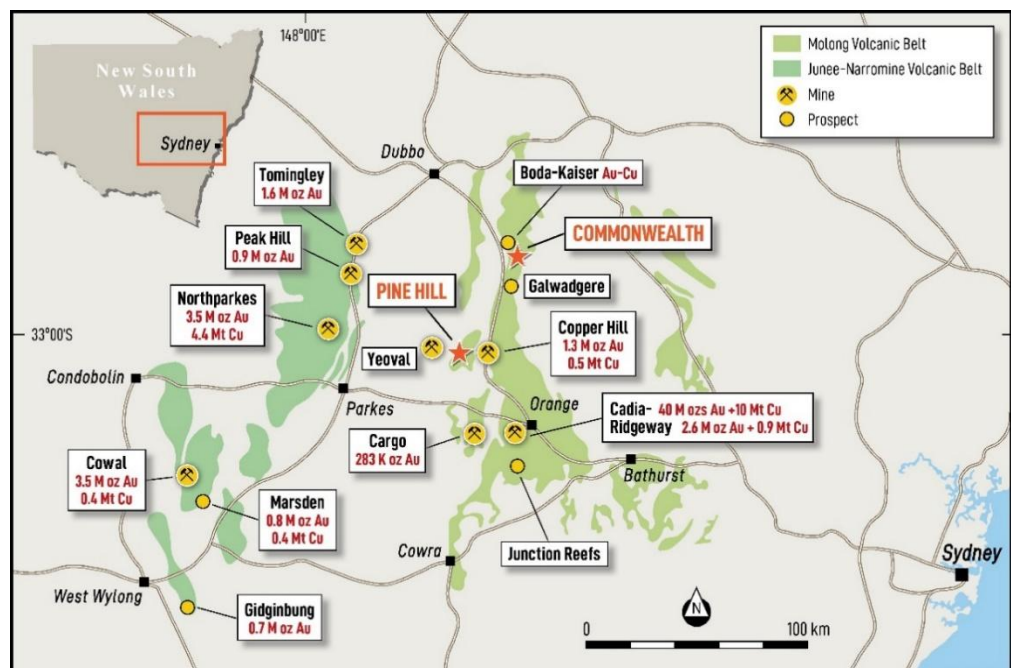 148°00'E
New South
Wales
Sydney
Molong Volcanic Belt
Junee-Narromine Volcanic Belt
Mine
Prospect
Dubbo
Tomingley
1.6 M oz Au
Boda-Kaiser Au-Cu
Peak Hill
0.9 M oz Au
COMMONWEALTH
PINE HILL
Galwadgere
Northparkes
3.5 M oz Au
4.4 Mt Cu
33°00'S
Yeoval
Copper Hill
1.3 M oz Au
0.5 Mt Cu
Condobolin
Parkes
Orange
Cadia- 40 M ozs Au +10 Mt Cu
Ridgeway 2.6 M oz Au + 0.9 Mt Cu
Cargo
283 K oz Au
Cowal
3.5 M oz Au
0.4 Mt Cu
Bathurst
Marsden
0.8 M oz Au
0.4 Mt Cu
Junction Reefs
Cowra
Sydney
West Wylong
Gidginbung
0.7 M oz Au
N
0 100 km